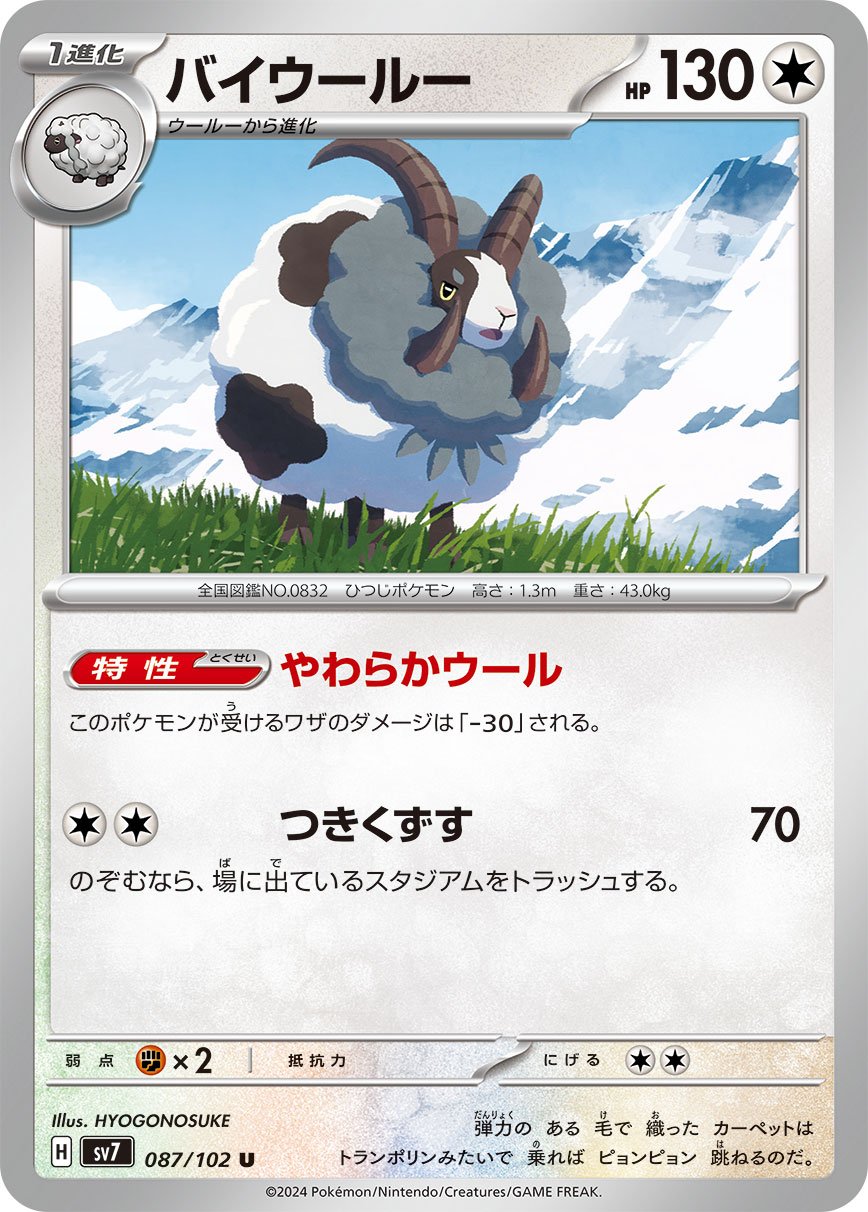 1進化
バイウールー
HP 130
ウールーから進化
全国図鑑NO.0832 ひつじポケモン 高さ:1.3m 重さ:43.0kg
特性 とくせい やわらかウール
このポケモンが受けるワザのダメージは「-30」される。
つきくずす 70
のぞむなら、場に出ているスタジアムをトラッシュする。
弱点 ×2 抵抗力 にげる
Illus. HYOGONOSUKE
弾力の ある 毛で 織った カーペットは
トランポリンみたいで 乗れば ピョンピョン 跳ねるのだ。
H sv7 087/102 U
©2024 Pokémon/Nintendo/Creatures/GAME FREAK.